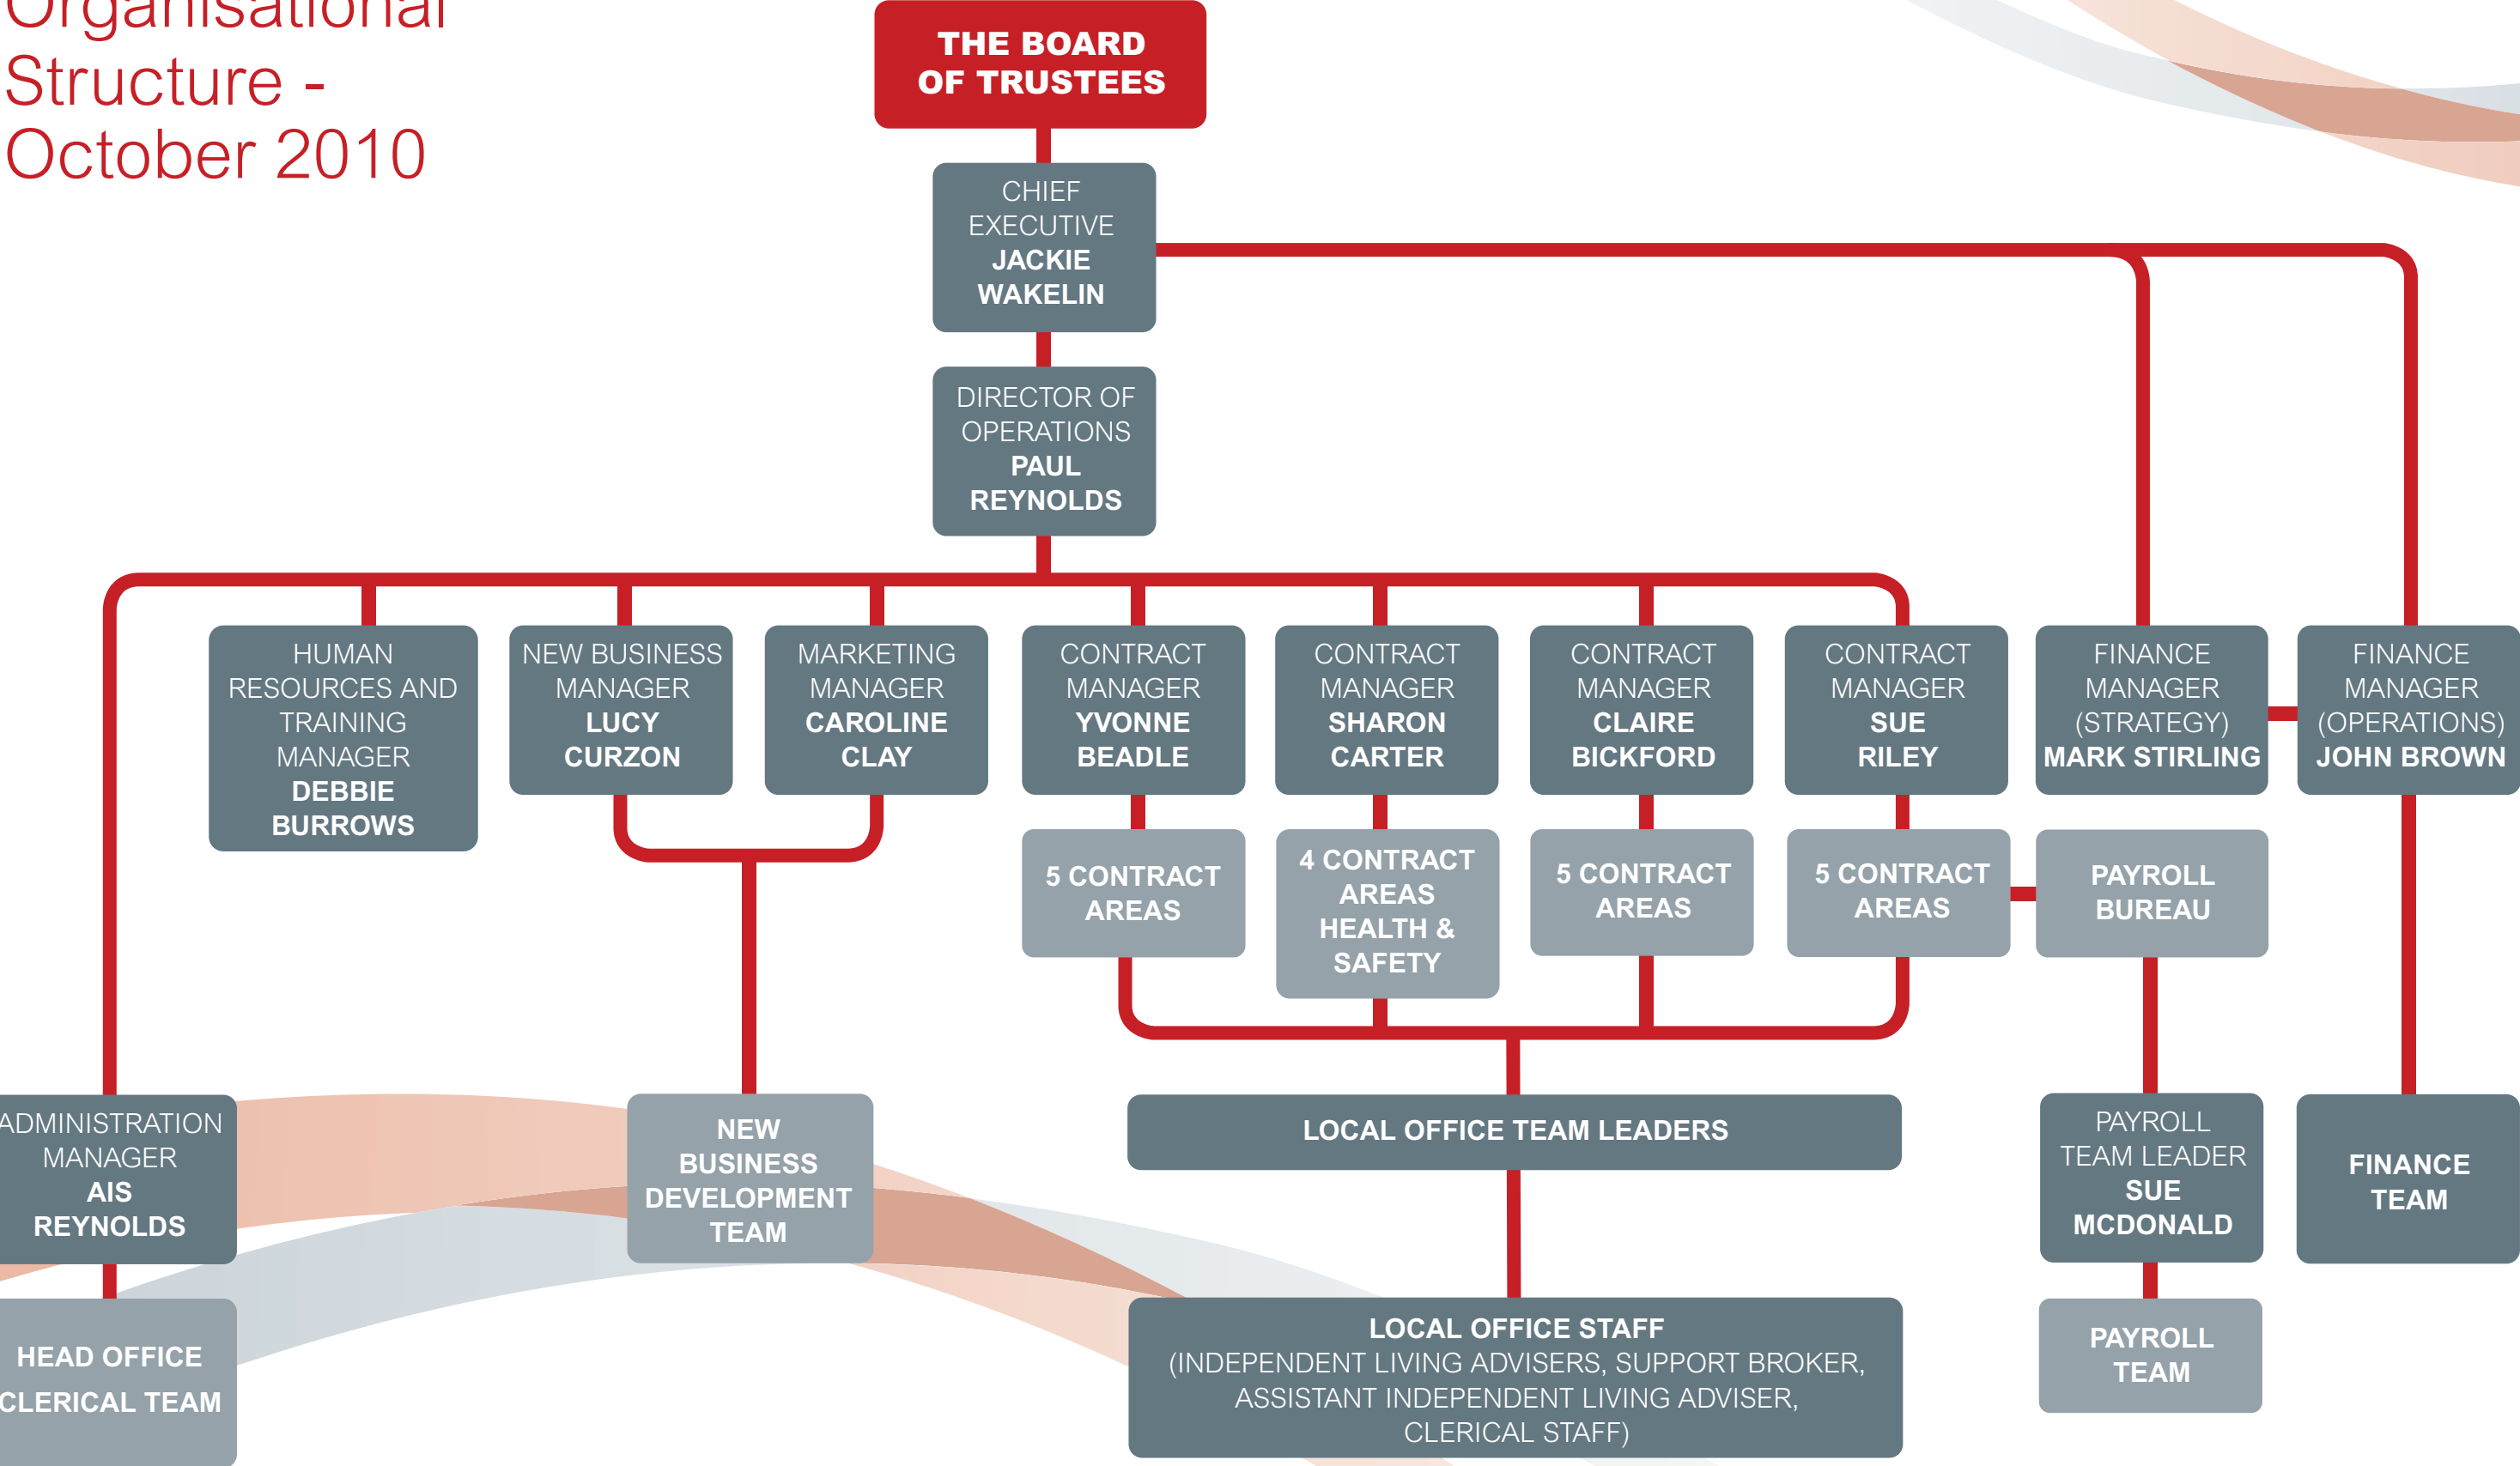 Organisational
Structure -
October 2010
THE BOARD
OF TRUSTEES
CHIEF
EXECUTIVE
JACKIE
WAKELIN
DIRECTOR OF
OPERATIONS
PAUL
REYNOLDS
HUMAN
RESOURCES AND
TRAINING
MANAGER
DEBBIE
BURROWS
NEW BUSINESS
MANAGER
LUCY
CURZON
MARKETING
MANAGER
CAROLINE
CLAY
CONTRACT
MANAGER
YVONNE
BEADLE
CONTRACT
MANAGER
SHARON
CARTER
CONTRACT
MANAGER
CLAIRE
BICKFORD
CONTRACT
MANAGER
SUE
RILEY
FINANCE
MANAGER
(STRATEGY)
MARK STIRLING
FINANCE
MANAGER
(OPERATIONS)
JOHN BROWN
5 CONTRACT
AREAS
4 CONTRACT
AREAS
HEALTH &
SAFETY
5 CONTRACT
AREAS
5 CONTRACT
AREAS
PAYROLL
BUREAU
ADMINISTRATION
MANAGER
AIS
REYNOLDS
NEW
BUSINESS
DEVELOPMENT
TEAM
LOCAL OFFICE TEAM LEADERS
PAYROLL
TEAM LEADER
SUE
MCDONALD
FINANCE
TEAM
HEAD OFFICE
CLERICAL TEAM
LOCAL OFFICE STAFF
(INDEPENDENT LIVING ADVISERS, SUPPORT BROKER,
ASSISTANT INDEPENDENT LIVING ADVISER,
CLERICAL STAFF)
PAYROLL
TEAM